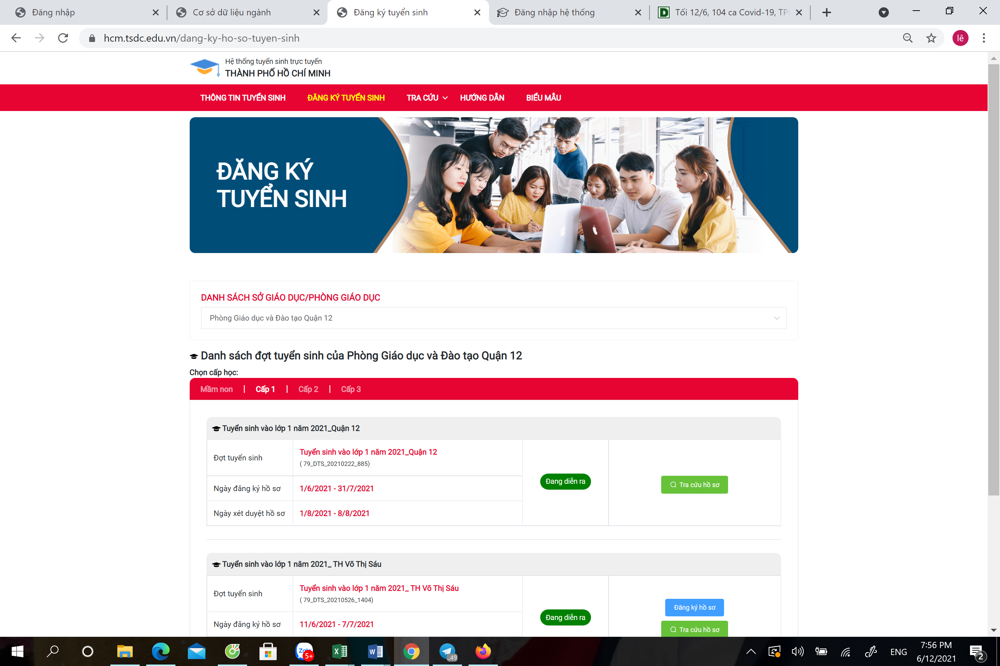 Đăng nhập
Cơ sở dữ liệu ngành
Đăng ký tuyển sinh
Đăng nhập hệ thống
Tối 12/6, 104 ca Covid-19, TP
hcm.tsdc.edu.vn/dang-ky-ho-so-tuyen-sinh
lê
Hệ thống tuyển sinh trực tuyến
THÀNH PHỐ HỒ CHÍ MINH
THÔNG TIN TUYỂN SINH
ĐĂNG KÝ TUYỂN SINH
TRA CỨU
HƯỚNG DẪN
BIỂU MẪU
ĐĂNG KÝ
TUYỂN SINH
DANH SÁCH SỞ GIÁO DỤC/PHÒNG GIÁO DỤC
Phòng Giáo dục và Đào tạo Quận 12
Danh sách đợt tuyển sinh của Phòng Giáo dục và Đào tạo Quận 12
Chọn cấp học:
Mầm non | Cấp 1 | Cấp 2 | Cấp 3
Tuyển sinh vào lớp 1 năm 2021_Quận 12
Đợt tuyển sinh
Tuyển sinh vào lớp 1 năm 2021_Quận 12
( 79_DTS_20210222_885)
Ngày đăng ký hồ sơ
1/6/2021 - 31/7/2021
Ngày xét duyệt hồ sơ
1/8/2021 - 8/8/2021
Đang diễn ra
Tra cứu hồ sơ
Tuyển sinh vào lớp 1 năm 2021_ TH Võ Thị Sáu
Đợt tuyển sinh
Tuyển sinh vào lớp 1 năm 2021_ TH Võ Thị Sáu
( 79_DTS_20210526_1404)
Ngày đăng ký hồ sơ
11/6/2021 - 7/7/2021
Đang diễn ra
Đăng ký hồ sơ
Tra cứu hồ sơ
Zalo
5+
..49
ENG
7:56 PM
6/12/2021
2